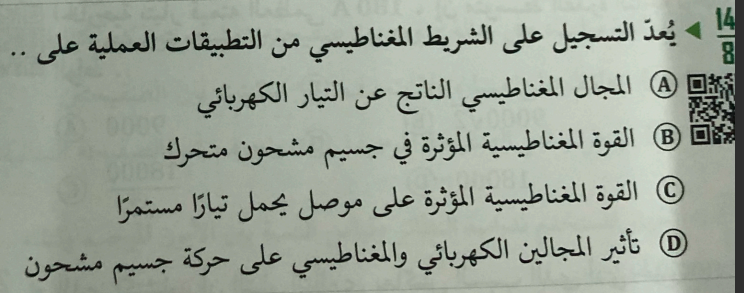 14/8 ◀ يُعدّ التسجيل على الشريط المغناطيسي من التطبيقات العملية على ..
Ⓐ المجال المغناطيسي الناتج عن التيار الكهربائي
Ⓑ القوة المغناطيسية المؤثرة في جسيم مشحون متحرك
Ⓒ القوة المغناطيسية المؤثرة على موصل يحمل تيارًا مستمرًا
Ⓓ تأثير المجالين الكهربائي والمغناطيسي على حركة جسيم مشحون